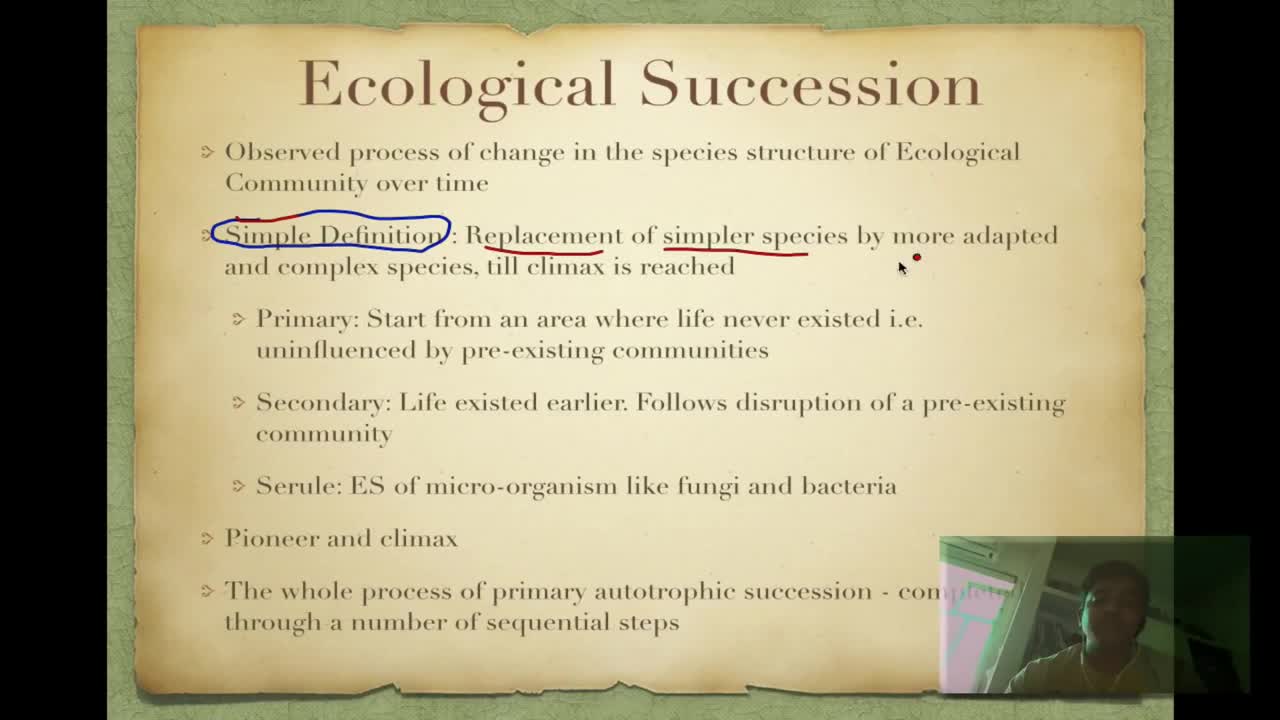 Ecological Succession
Observed process of change in the species structure of Ecological
Community over time
Simple Definition : Replacement of simpler species by more adapted
and complex species, till climax is reached
Primary: Start from an area where life never existed i.e.
uninfluenced by pre-existing communities
Secondary: Life existed earlier. Follows disruption of a pre-existing
community
Serule: ES of micro-organism like fungi and bacteria
Pioneer and climax
The whole process of primary autotrophic succession -
through a number of sequential steps